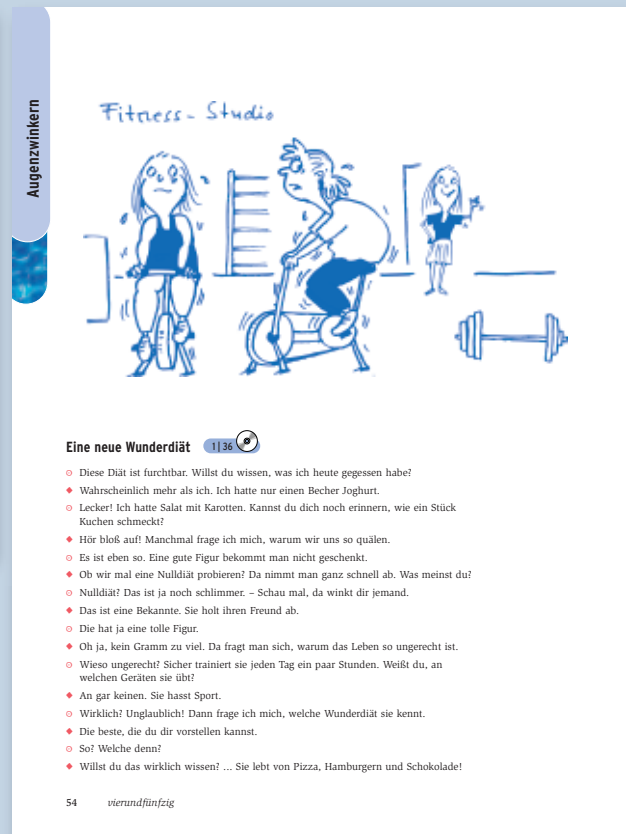 Augenzwinkern
Fitness - Studio
Eine neue Wunderdiät 1|36
Diese Diät ist furchtbar. Willst du wissen, was ich heute gegessen habe?
Wahrscheinlich mehr als ich. Ich hatte nur einen Becher Joghurt.
Lecker! Ich hatte Salat mit Karotten. Kannst du dich noch erinnern, wie ein Stück
Kuchen schmeckt?
Hör bloß auf! Manchmal frage ich mich, warum wir uns so quälen.
Es ist eben so. Eine gute Figur bekommt man nicht geschenkt.
Ob wir mal eine Nulldiät probieren? Da nimmt man ganz schnell ab. Was meinst du?
Nulldiät? Das ist ja noch schlimmer. – Schau mal, da winkt dir jemand.
Das ist eine Bekannte. Sie holt ihren Freund ab.
Die hat ja eine tolle Figur.
Oh ja, kein Gramm zu viel. Da fragt man sich, warum das Leben so ungerecht ist.
Wieso ungerecht? Sicher trainiert sie jeden Tag ein paar Stunden. Weißt du, an
welchen Geräten sie übt?
An gar keinen. Sie hasst Sport.
Wirklich? Unglaublich! Dann frage ich mich, welche Wunderdiät sie kennt.
Die beste, die du dir vorstellen kannst.
So? Welche denn?
Willst du das wirklich wissen? ... Sie lebt von Pizza, Hamburgern und Schokolade!
54 vierundfünfzig